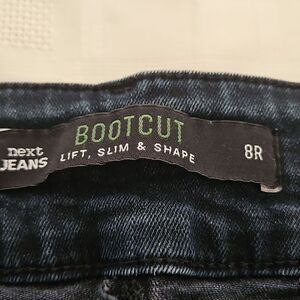 next
JEANS
BOOTCUT
LIFT, SLIM & SHAPE
8R